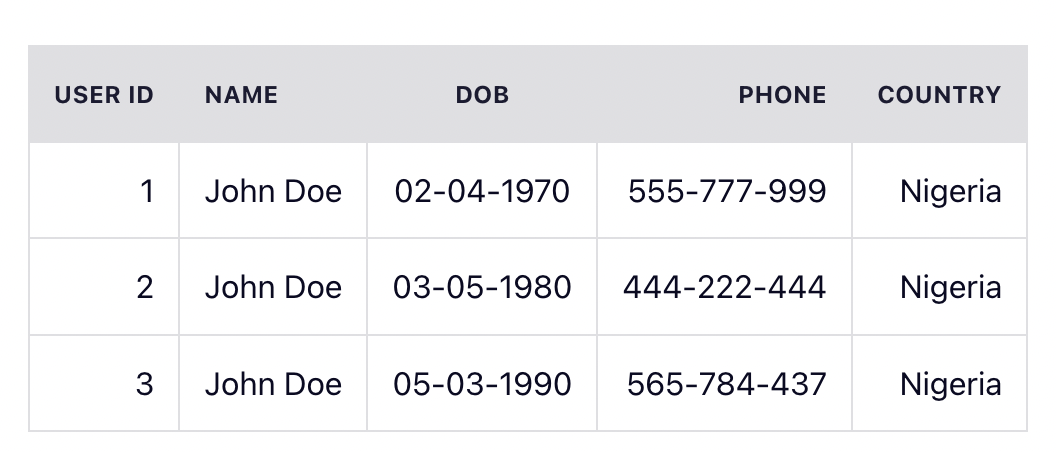 USER ID NAME DOB PHONE COUNTRY
1 John Doe 02-04-1970 555-777-999 Nigeria
2 John Doe 03-05-1980 444-222-444 Nigeria
3 John Doe 05-03-1990 565-784-437 Nigeria